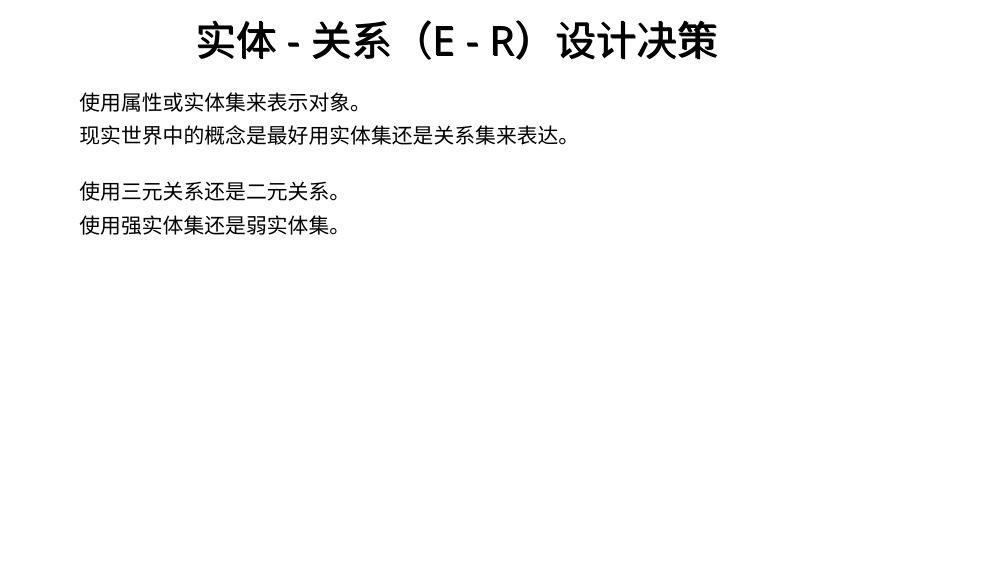 实体 - 关系（E - R）设计决策
使用属性或实体集来表示对象。
现实世界中的概念是最好用实体集还是关系集来表达。
使用三元关系还是二元关系。
使用强实体集还是弱实体集。